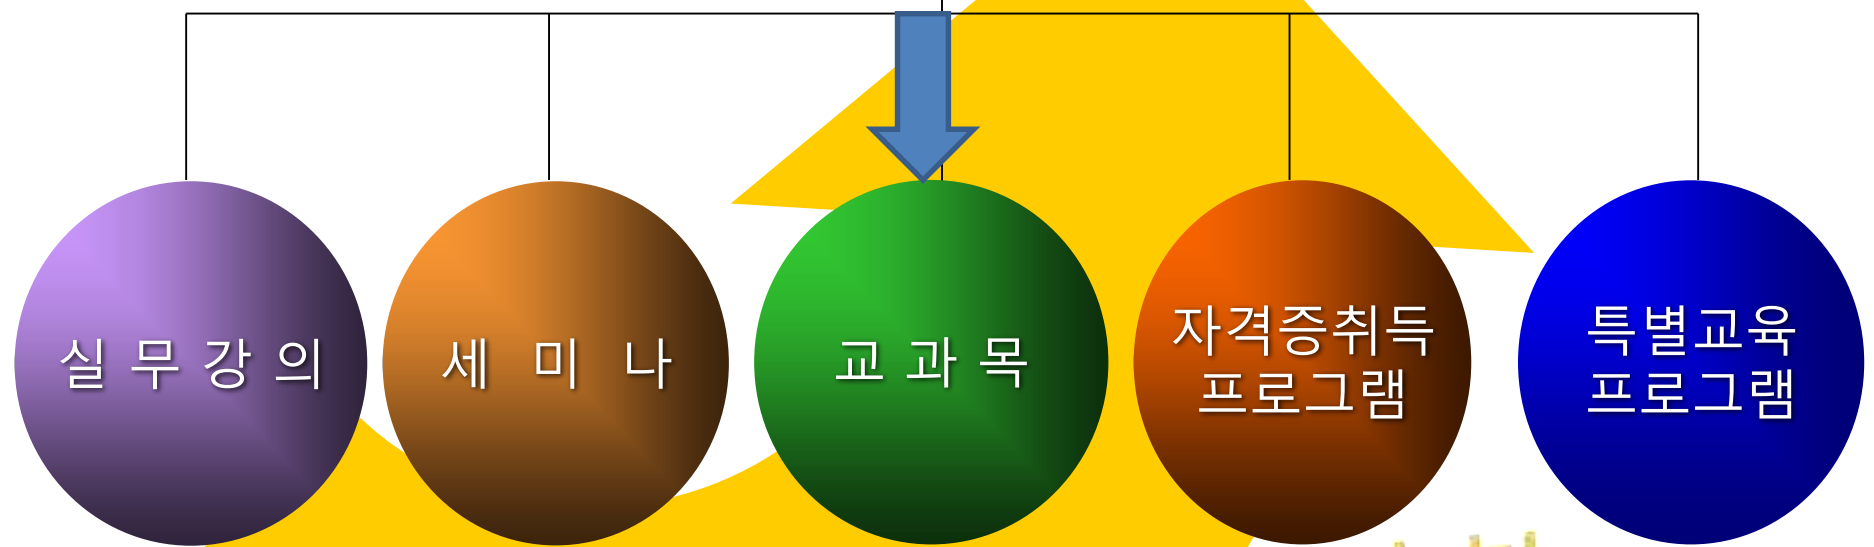 실 무 강 의
세 미 나
교 과 목
자격증취득
프로그램
특별교육
프로그램